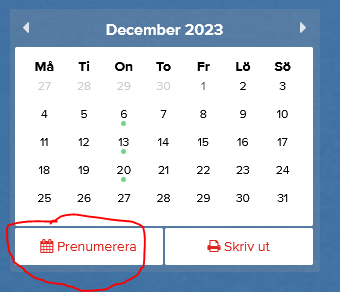 December 2023
Må Ti On To Fr Lö Sö
27 28 29 30 1 2 3
4 5 6 7 8 9 10
11 12 13 14 15 16 17
18 19 20 21 22 23 24
25 26 27 28 29 30 31
Prenumerera Skriv ut